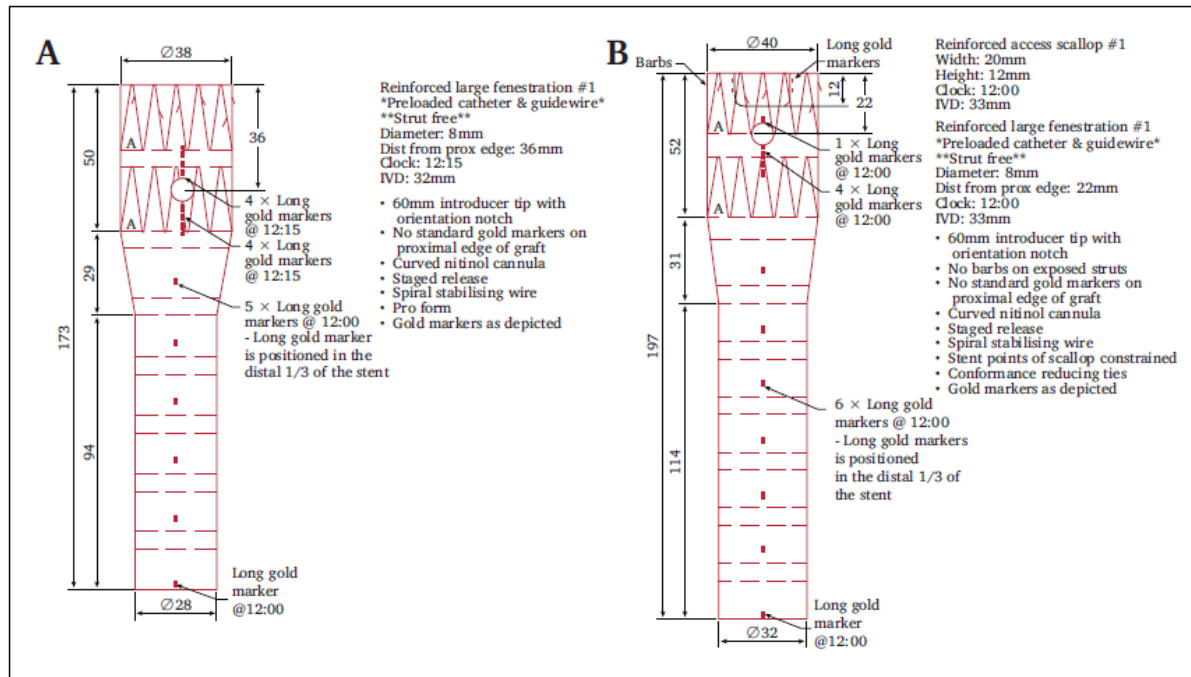 A
Ø38
50
36
29
173
94
A
A
4 × Long
gold markers
@ 12:15
4 × Long
gold markers
@ 12:15
5 × Long gold
markers @ 12:00
- Long gold marker
is positioned in the
distal 1/3 of the stent
Long gold
marker
@12:00
Ø28
Reinforced large fenestration #1
*Preloaded catheter & guidewire*
**Strut free**
Diameter: 8mm
Dist from prox edge: 36mm
Clock: 12:15
IVD: 32mm
• 60mm introducer tip with
orientation notch
• No standard gold markers on
proximal edge of graft
• Curved nitinol cannula
• Staged release
• Spiral stabilising wire
• Pro form
• Gold markers as depicted
B
Ø40
Barbs
Long gold
markers
12
22
52
31
197
114
A
A
1 × Long
gold markers
@ 12:00
4 × Long
gold markers
@ 12:00
6 × Long gold
markers @ 12:00
- Long gold markers
is positioned
in the distal 1/3 of
the stent
Long gold
marker
@12:00
Ø32
Reinforced access scallop #1
Width: 20mm
Height: 12mm
Clock: 12:00
IVD: 33mm
Reinforced large fenestration #1
*Preloaded catheter & guidewire*
**Strut free**
Diameter: 8mm
Dist from prox edge: 22mm
Clock: 12:00
IVD: 33mm
• 60mm introducer tip with
orientation notch
• No barbs on exposed struts
• No standard gold markers on
proximal edge of graft
• Curved nitinol cannula
• Staged release
• Spiral stabilising wire
• Stent points of scallop constrained
• Conformance reducing ties
• Gold markers as depicted